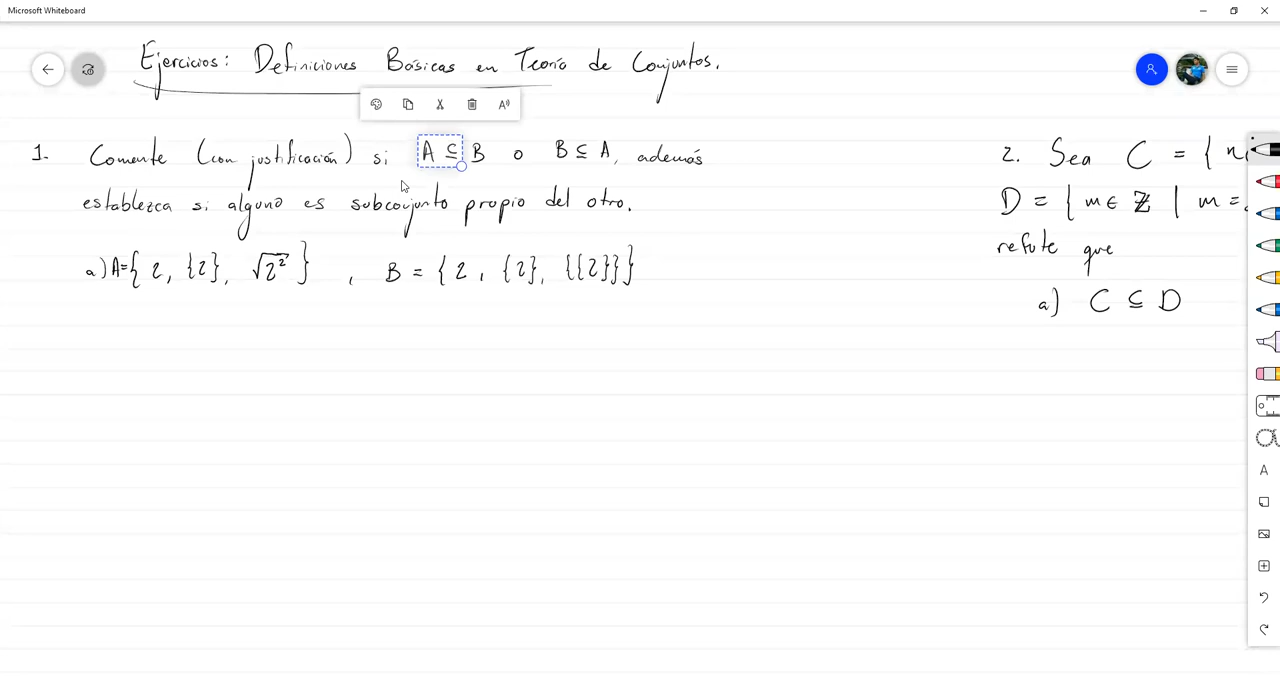 Microsoft Whiteboard
Ejercicios: Definiciones Básicas en Teoría de Conjuntos.
1. Comente (con justificación) si A ⊆ B o B ⊆ A, además
establezca si alguno es subconjunto propio del otro.
a) A={ 2, {2}, √2² } , B = { 2 , {2}, {{2}}}
2. Sea C = {
D = { m ∈ ℤ | m =
refute que
a) C ⊆ D